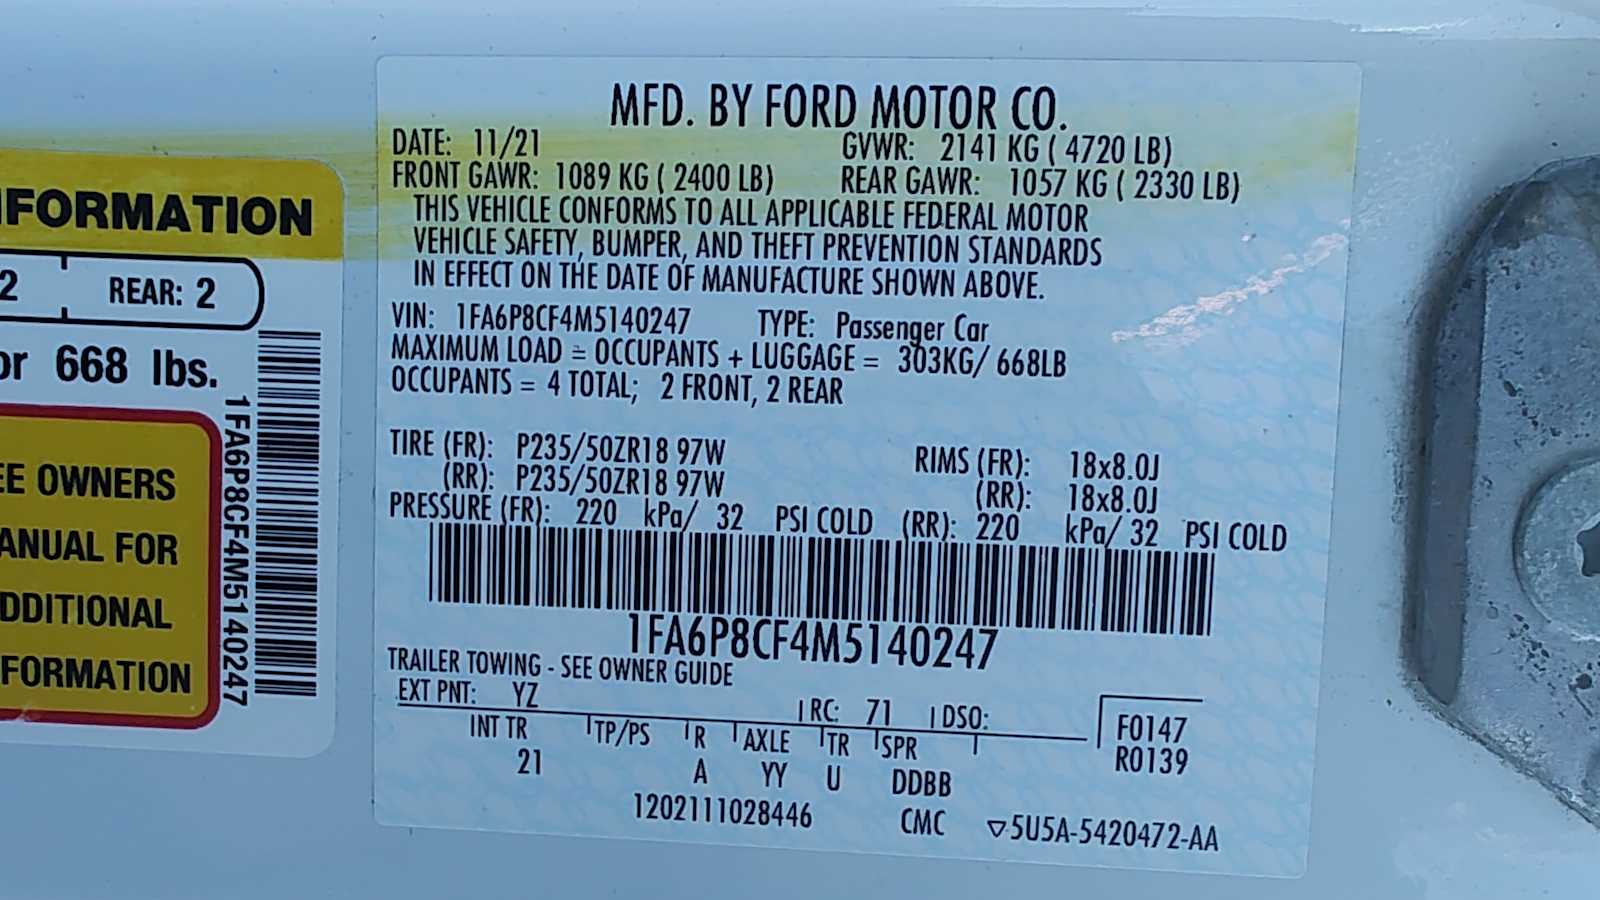 FORMATION
2 REAR: 2
or 668 lbs.
EE OWNERS
ANUAL FOR
DDITIONAL
FORMATION
1FA6P8CF4M5140247
MFD. BY FORD MOTOR CO.
DATE: 11/21 GVWR: 2141 KG ( 4720 LB)
FRONT GAWR: 1089 KG ( 2400 LB) REAR GAWR: 1057 KG ( 2330 LB)
THIS VEHICLE CONFORMS TO ALL APPLICABLE FEDERAL MOTOR
VEHICLE SAFETY, BUMPER, AND THEFT PREVENTION STANDARDS
IN EFFECT ON THE DATE OF MANUFACTURE SHOWN ABOVE.
VIN: 1FA6P8CF4M5140247 TYPE: Passenger Car
MAXIMUM LOAD = OCCUPANTS + LUGGAGE = 303KG/ 668LB
OCCUPANTS = 4 TOTAL; 2 FRONT, 2 REAR
TIRE (FR): P235/50ZR18 97W RIMS (FR): 18x8.0J
(RR): P235/50ZR18 97W (RR): 18x8.0J
PRESSURE (FR): 220 kPa/ 32 PSI COLD (RR): 220 kPa/ 32 PSI COLD
1FA6P8CF4M5140247
TRAILER TOWING - SEE OWNER GUIDE
EXT PNT: YZ RC: 71 DSO: F0147
INT TR TP/PS R AXLE TR SPR R0139
21 A YY U DDBB
1202111028446 CMC ▽5U5A-5420472-AA